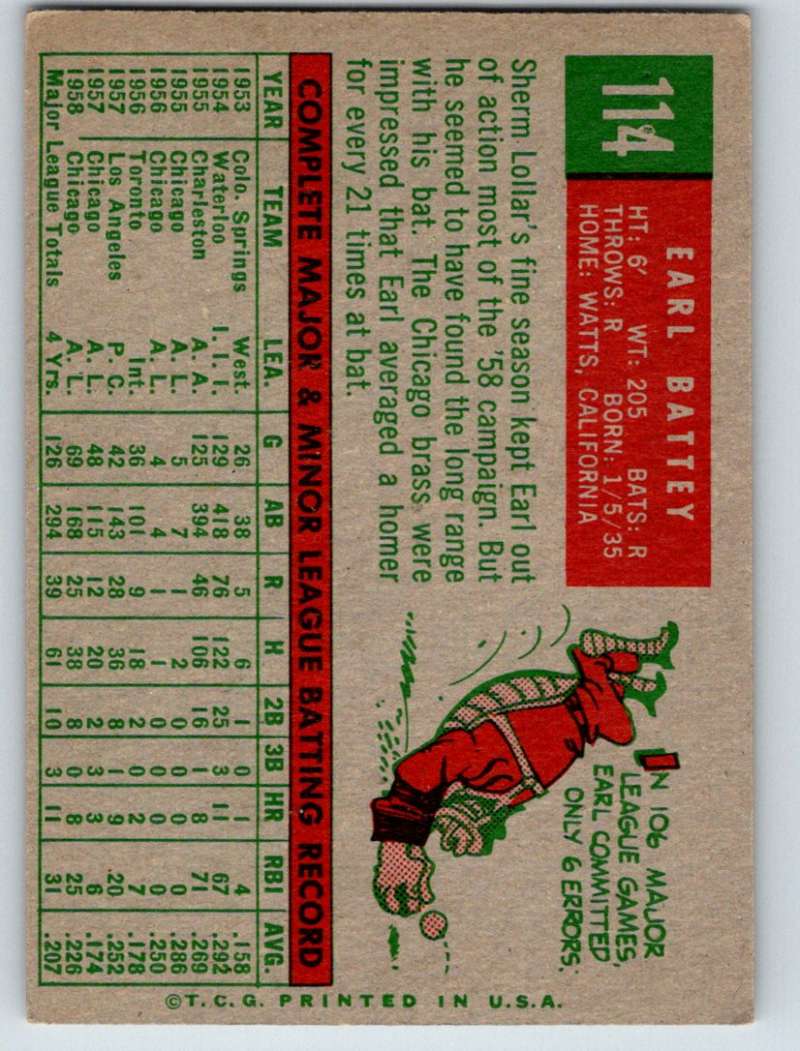 114
EARL BATTEY
HT: 6' WT: 205 BATS: R
THROWS: R BORN: 1/5/35
HOME: WATTS, CALIFORNIA
Sherm Lollar's fine season kept Earl out
of action most of the '58 campaign. But
he seemed to have found the long range
with his bat. The Chicago brass were
impressed that Earl averaged a homer
for every 21 times at bat.
IN 106 MAJOR
LEAGUE GAMES,
EARL COMMITTED
ONLY 6 ERRORS.
COMPLETE MAJOR & MINOR LEAGUE BATTING RECORD
YEAR TEAM LEA. G AB R H 2B 3B HR RBI AVG.
1953 Colo. Springs West. 26 38 5 6 1 0 1 4 .158
1954 Waterloo I. I. I. 129 418 76 122 25 3 11 67 .292
1955 Charleston A. A. 125 394 46 106 16 1 8 71 .269
1955 Chicago A. L. 5 7 1 2 0 0 0 0 .286
1956 Chicago A. L. 4 4 1 1 0 0 0 0 .250
1956 Toronto Int. 36 101 9 18 2 0 2 7 .178
1957 Los Angeles P. C. 42 143 28 36 8 1 9 20 .252
1957 Chicago A. L. 48 115 12 20 2 3 3 6 .174
1958 Chicago A. L. 69 168 25 38 8 0 8 25 .226
Major League Totals 4 Yrs. 126 294 39 61 10 3 11 31 .207
©T.C.G. PRINTED IN U.S.A.